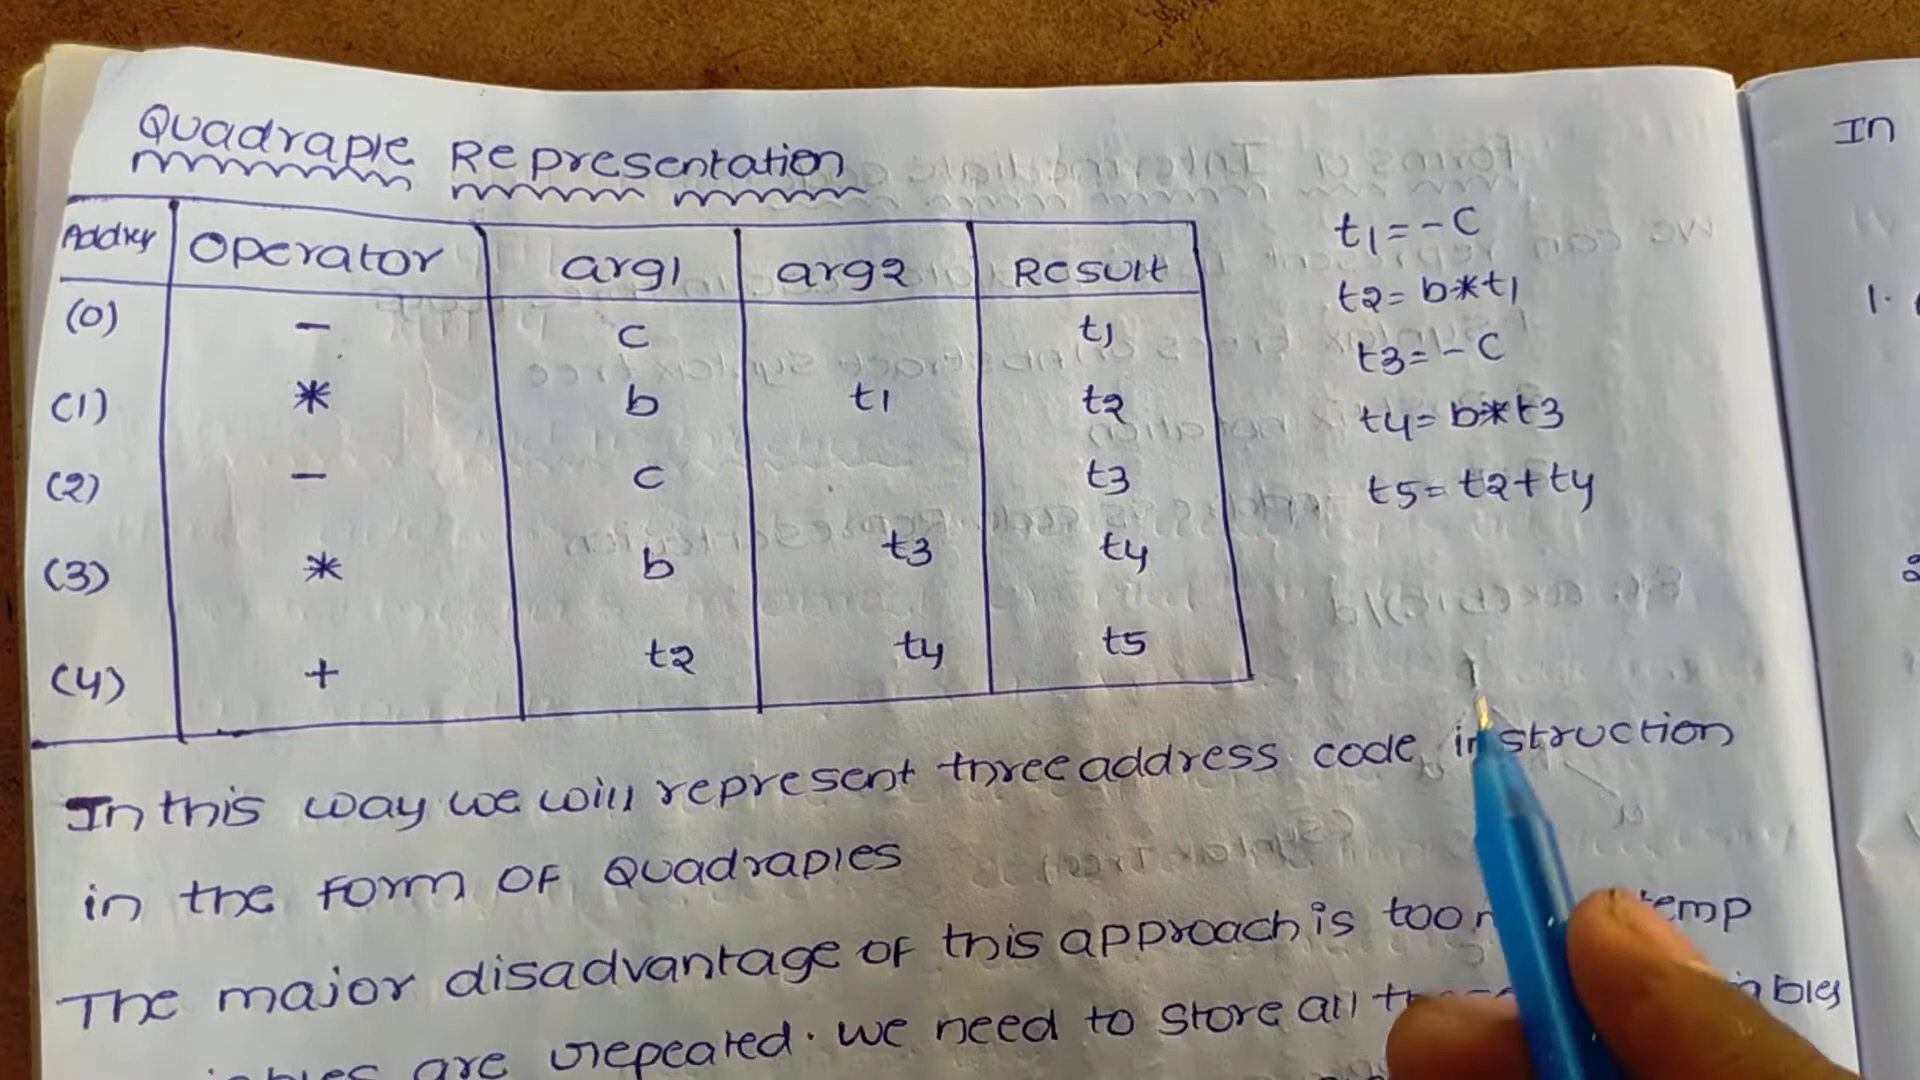 Quadraple Representation
Address | Operator | arg1 | arg2 | Result
(0) | - | c | | t1
(1) | * | b | t1 | t2
(2) | - | c | | t3
(3) | * | b | t3 | t4
(4) | + | t2 | t4 | t5
t1=-c
t2=b*t1
t3=-c
t4=b*t3
t5=t2+t4
In this way we will represent three address code instruction
in the form of Quadraples
The major disadvantage of this approach is too temp
are repeated. we need to store all
In
1.